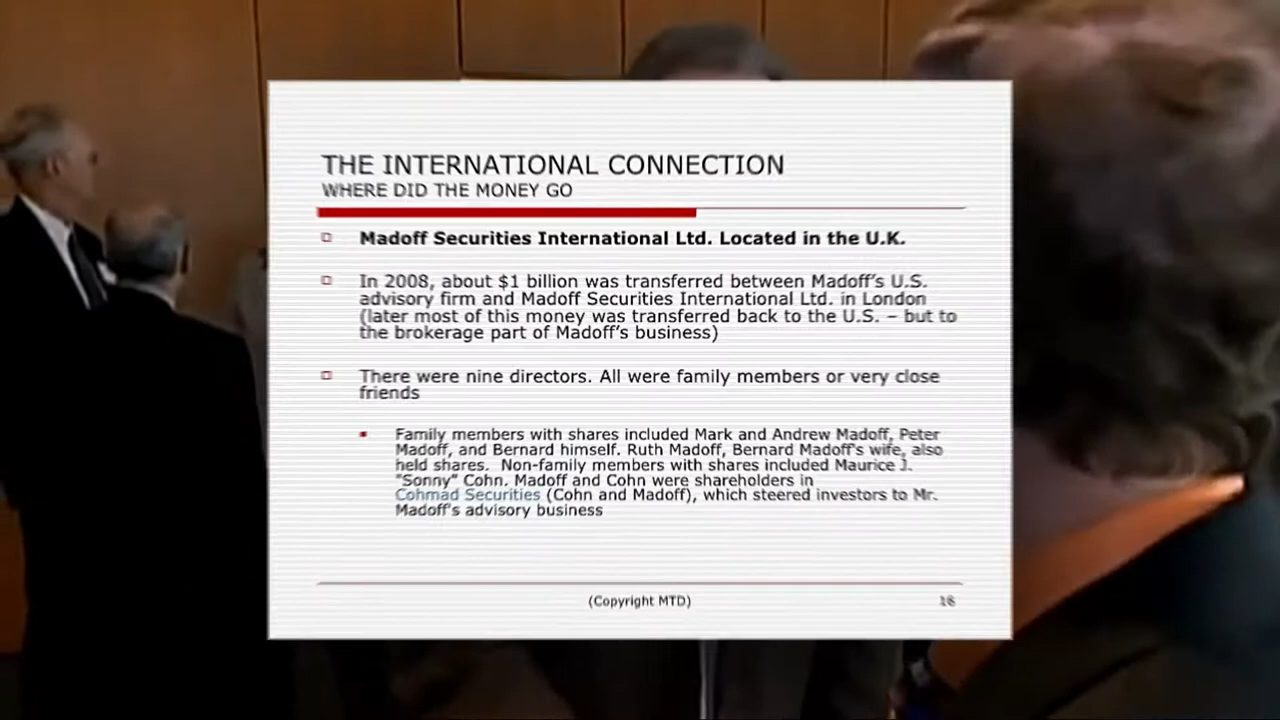 THE INTERNATIONAL CONNECTION
WHERE DID THE MONEY GO
Madoff Securities International Ltd. Located in the U.K.
In 2008, about $1 billion was transferred between Madoff's U.S.
advisory firm and Madoff Securities International Ltd. in London
(later most of this money was transferred back to the U.S. – but to
the brokerage part of Madoff's business)
There were nine directors. All were family members or very close
friends
Family members with shares included Mark and Andrew Madoff, Peter
Madoff, and Bernard himself. Ruth Madoff, Bernard Madoff's wife, also
held shares. Non-family members with shares included Maurice J.
"Sonny" Cohn. Madoff and Cohn were shareholders in
Cohmad Securities (Cohn and Madoff), which steered investors to Mr.
Madoff's advisory business
(Copyright MTD)
16